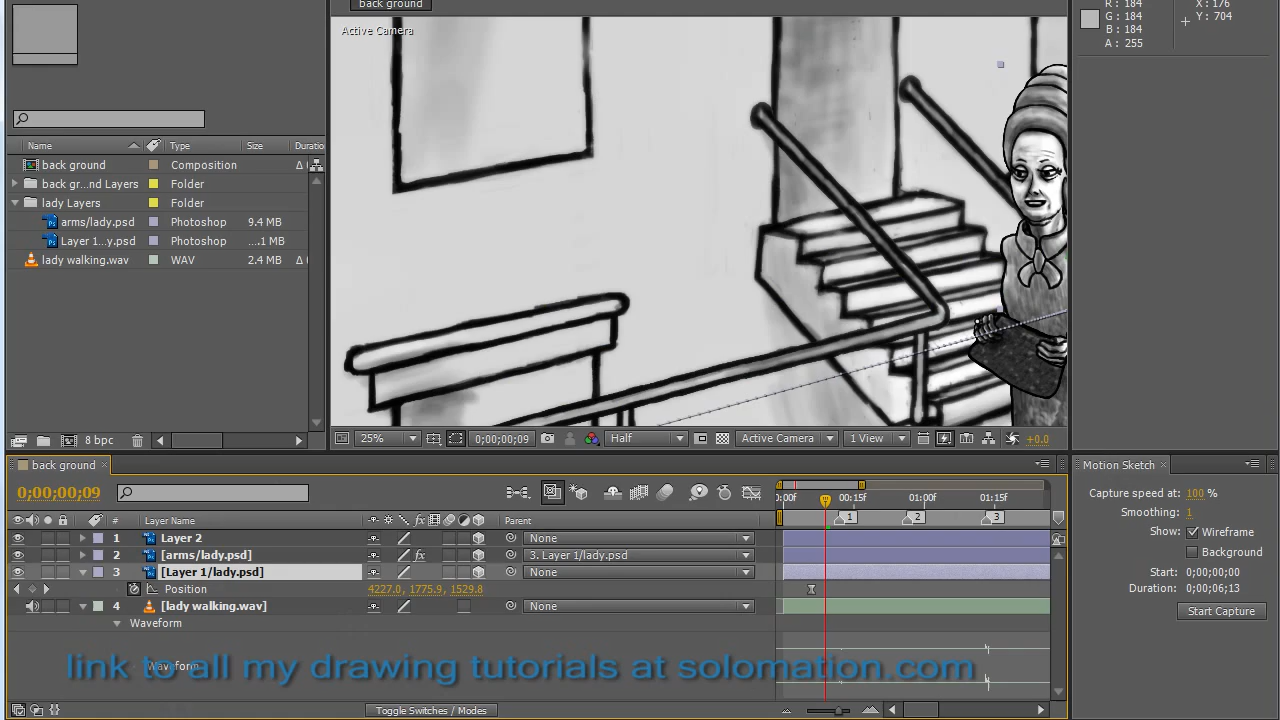 back ground
Active Camera
R : 184
G : 184
B : 184
A : 255
X : 176
Y : 704
Name Type Size
back ground Composition
back gr...nd Layers Folder
lady Layers Folder
arms/lady.psd Photoshop 9.4 MB
Layer 1...y.psd Photoshop ....1 MB
lady walking.wav WAV 2.4 MB
8 bpc
25% 0;00;00;09 Half Active Camera 1 View +0.0
back ground
0;00;00;09
# Layer Name Parent
0:00f 00:15f 01:00f 01:15f
1 2 3
1 Layer 2 None
2 [arms/lady.psd] fx 3. Layer 1/lady.psd
3 [Layer 1/lady.psd] None
Position 4227.0, 1775.9, 1529.8
4 [lady walking.wav] None
Waveform
Waveform
link to all my drawing tutorials at solomation.com
Toggle Switches / Modes
Motion Sketch
Capture speed at: 100 %
Smoothing: 1
Show: Wireframe
Background
Start: 0;00;00;00
Duration: 0;00;06;13
Start Capture